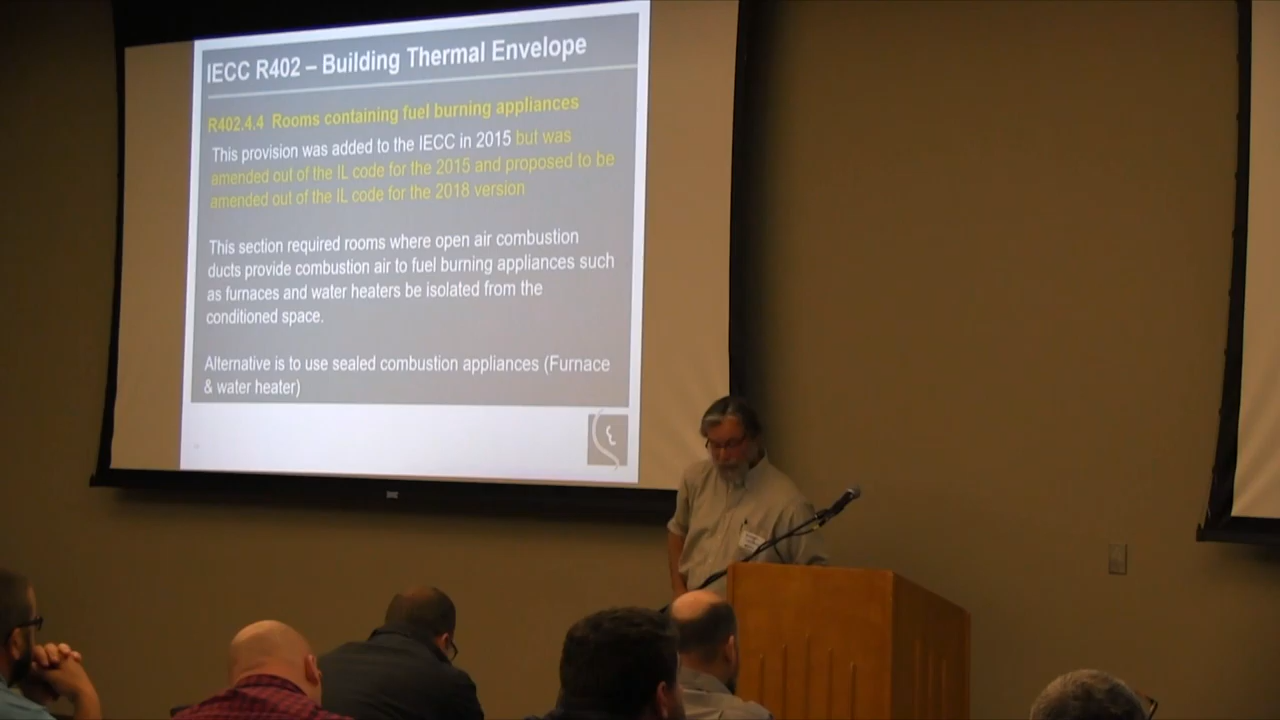 IECC R402 – Building Thermal Envelope
R402.4.4 Rooms containing fuel burning appliances
This provision was added to the IECC in 2015 but was
amended out of the IL code for the 2015 and proposed to be
amended out of the IL code for the 2018 version
This section required rooms where open air combustion
ducts provide combustion air to fuel burning appliances such
as furnaces and water heaters be isolated from the
conditioned space.
Alternative is to use sealed combustion appliances (Furnace
& water heater)